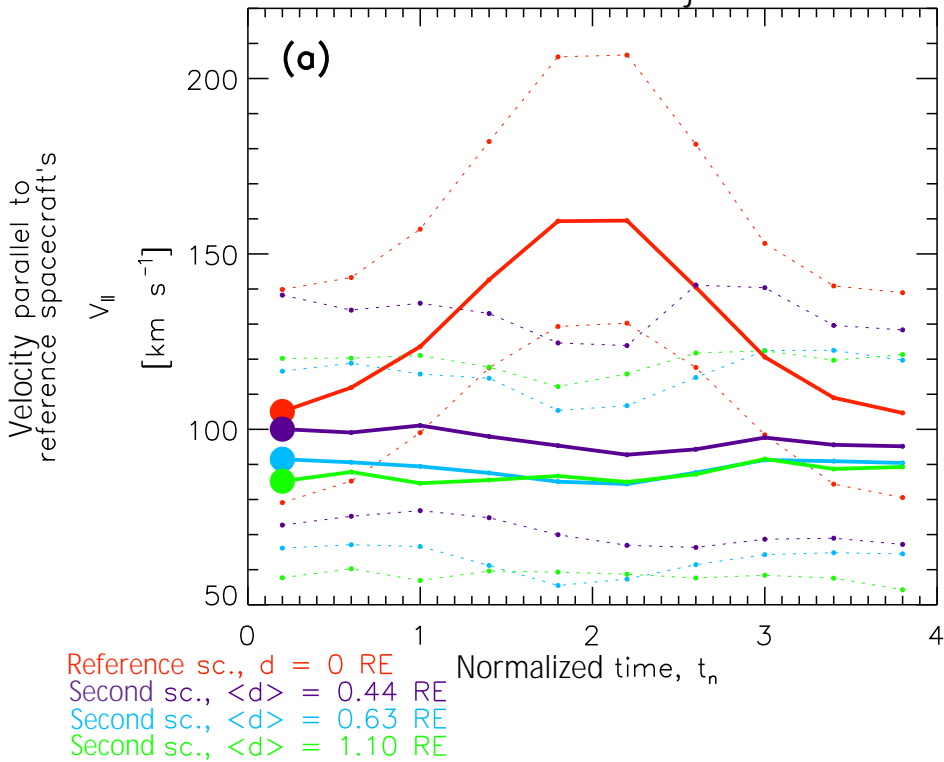 (a)
Velocity parallel to
reference spacecraft's
V||
[km s⁻¹]
200
150
100
50
0 1 2 3 4
Normalized time, tₙ
Reference sc., d = 0 RE
Second sc., <d> = 0.44 RE
Second sc., <d> = 0.63 RE
Second sc., <d> = 1.10 RE